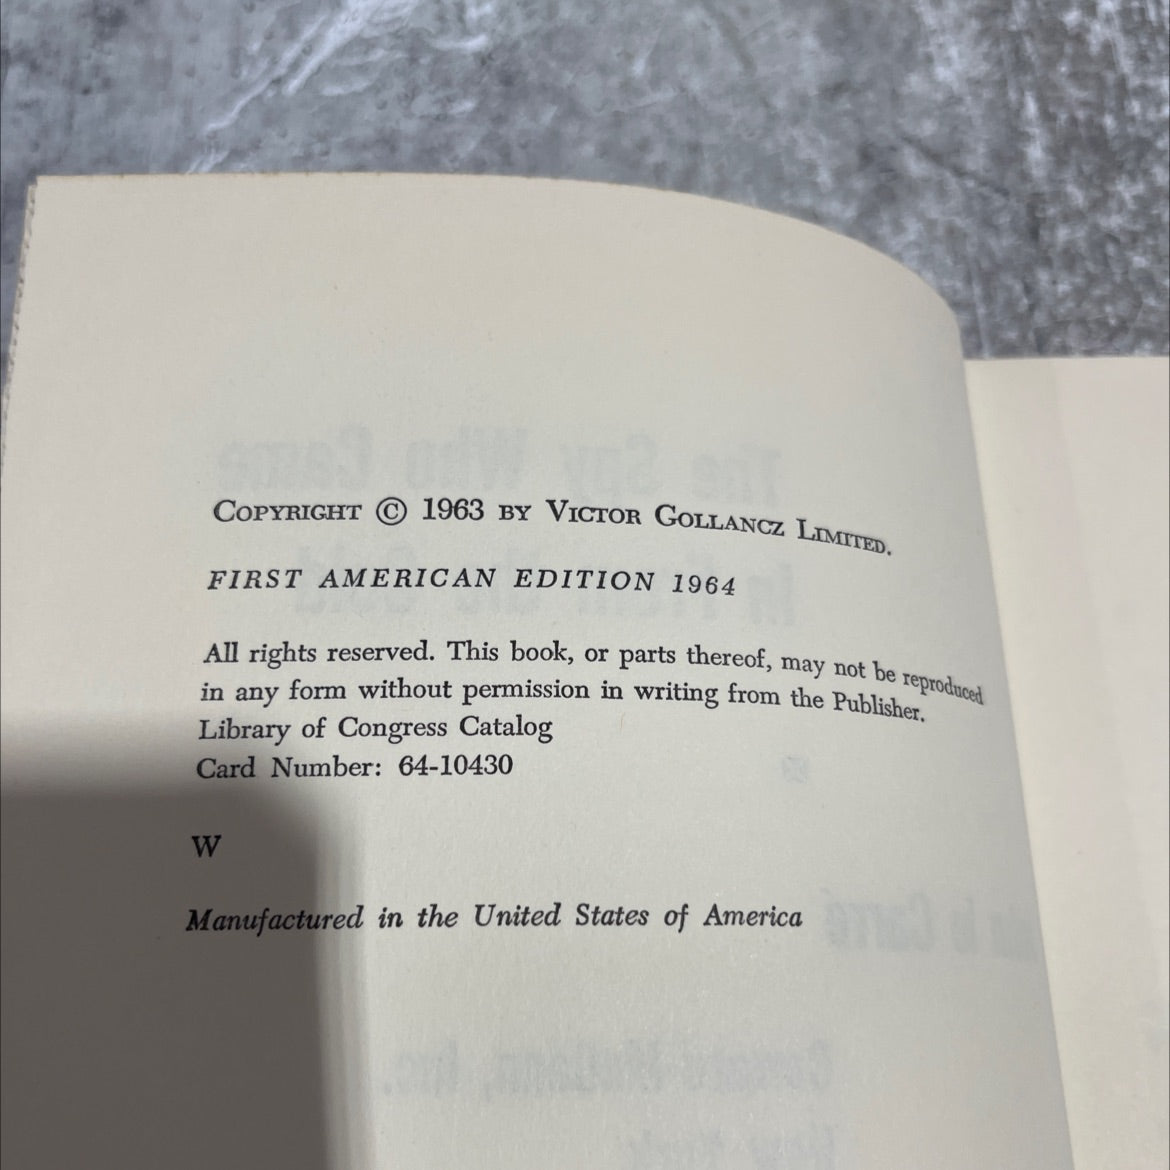 COPYRIGHT © 1963 BY VICTOR GOLLANCZ LIMITED.
FIRST AMERICAN EDITION 1964
All rights reserved. This book, or parts thereof, may not be reproduced
in any form without permission in writing from the Publisher.
Library of Congress Catalog
Card Number: 64-10430
W
Manufactured in the United States of America